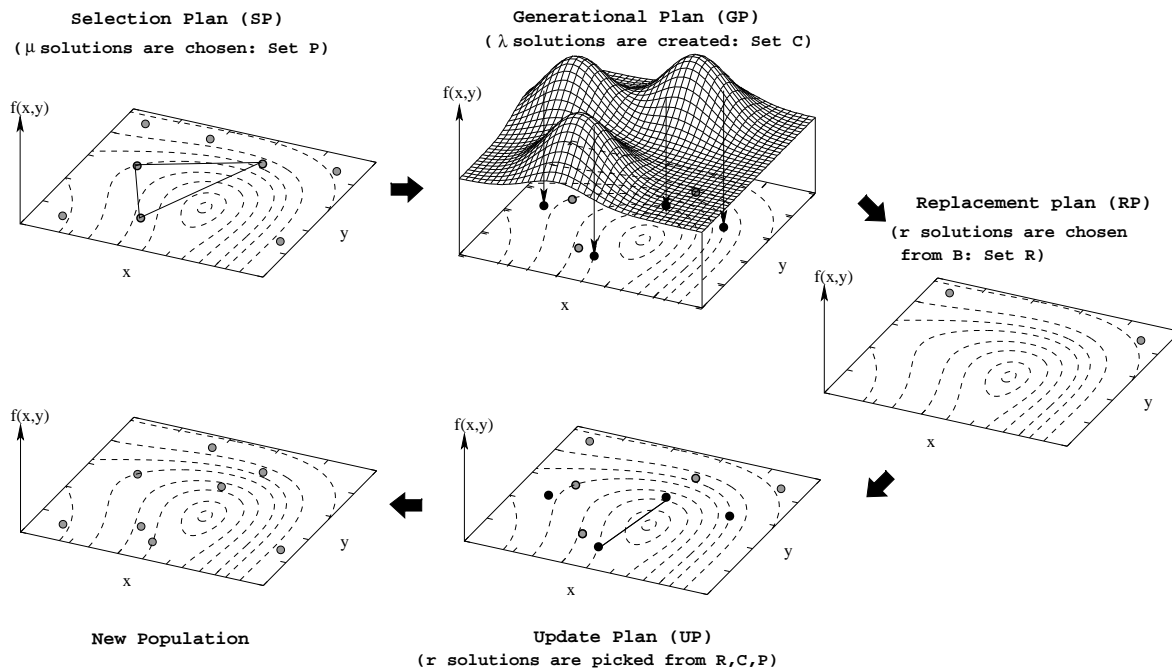 Selection Plan (SP)
(μ solutions are chosen: Set P)
f(x,y)
x
y
Generational Plan (GP)
(λ solutions are created: Set C)
f(x,y)
x
y
Replacement plan (RP)
(r solutions are chosen
from B: Set R)
f(x,y)
x
y
f(x,y)
x
y
Update Plan (UP)
(r solutions are picked from R,C,P)
f(x,y)
x
y
New Population